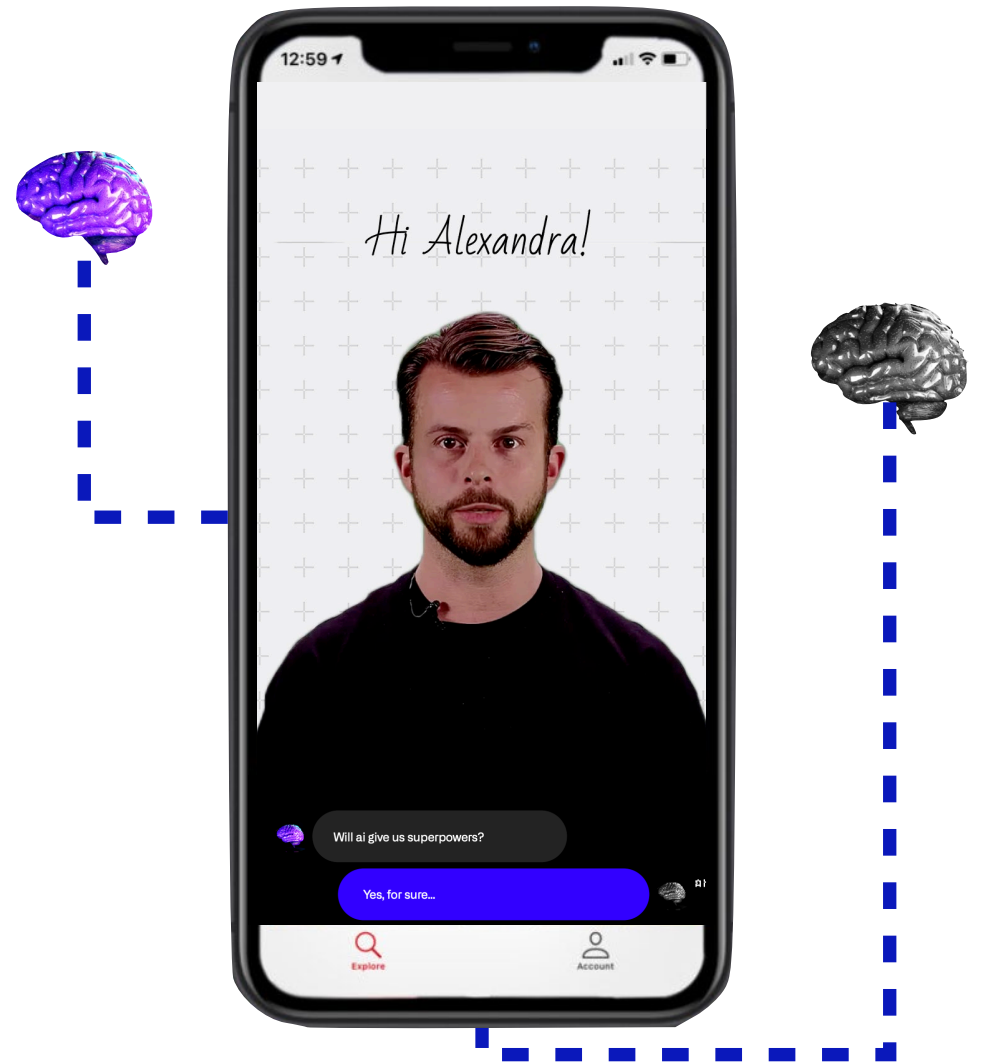 12:59
Hi Alexandra!
Will ai give us superpowers?
Yes, for sure...
Explore
Account